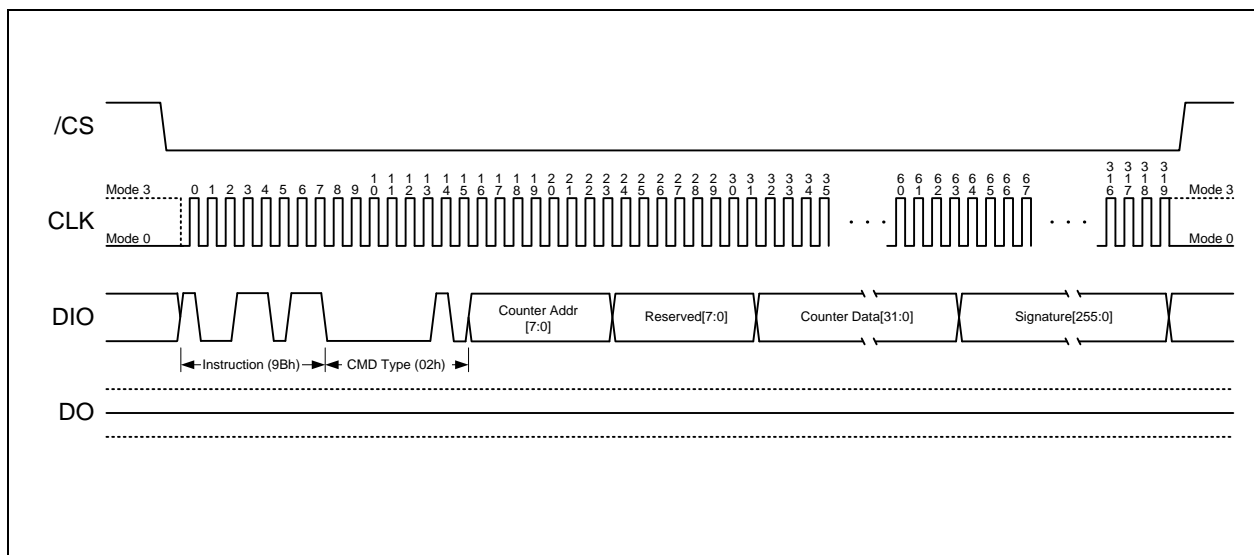 /CS
Mode 3
0 1 2 3 4 5 6 7 8 9 10 11 12 13 14 15 16 17 18 19 20 21 22 23 24 25 26 27 28 29 30 31 32 33 34 35 60 61 62 63 64 65 66 67 316 317 318 319
Mode 3
CLK
. . .
. . .
Mode 0
Mode 0
DIO
Counter Addr
[7:0]
Reserved[7:0]
Counter Data[31:0]
Signature[255:0]
Instruction (9Bh)
CMD Type (02h)
DO